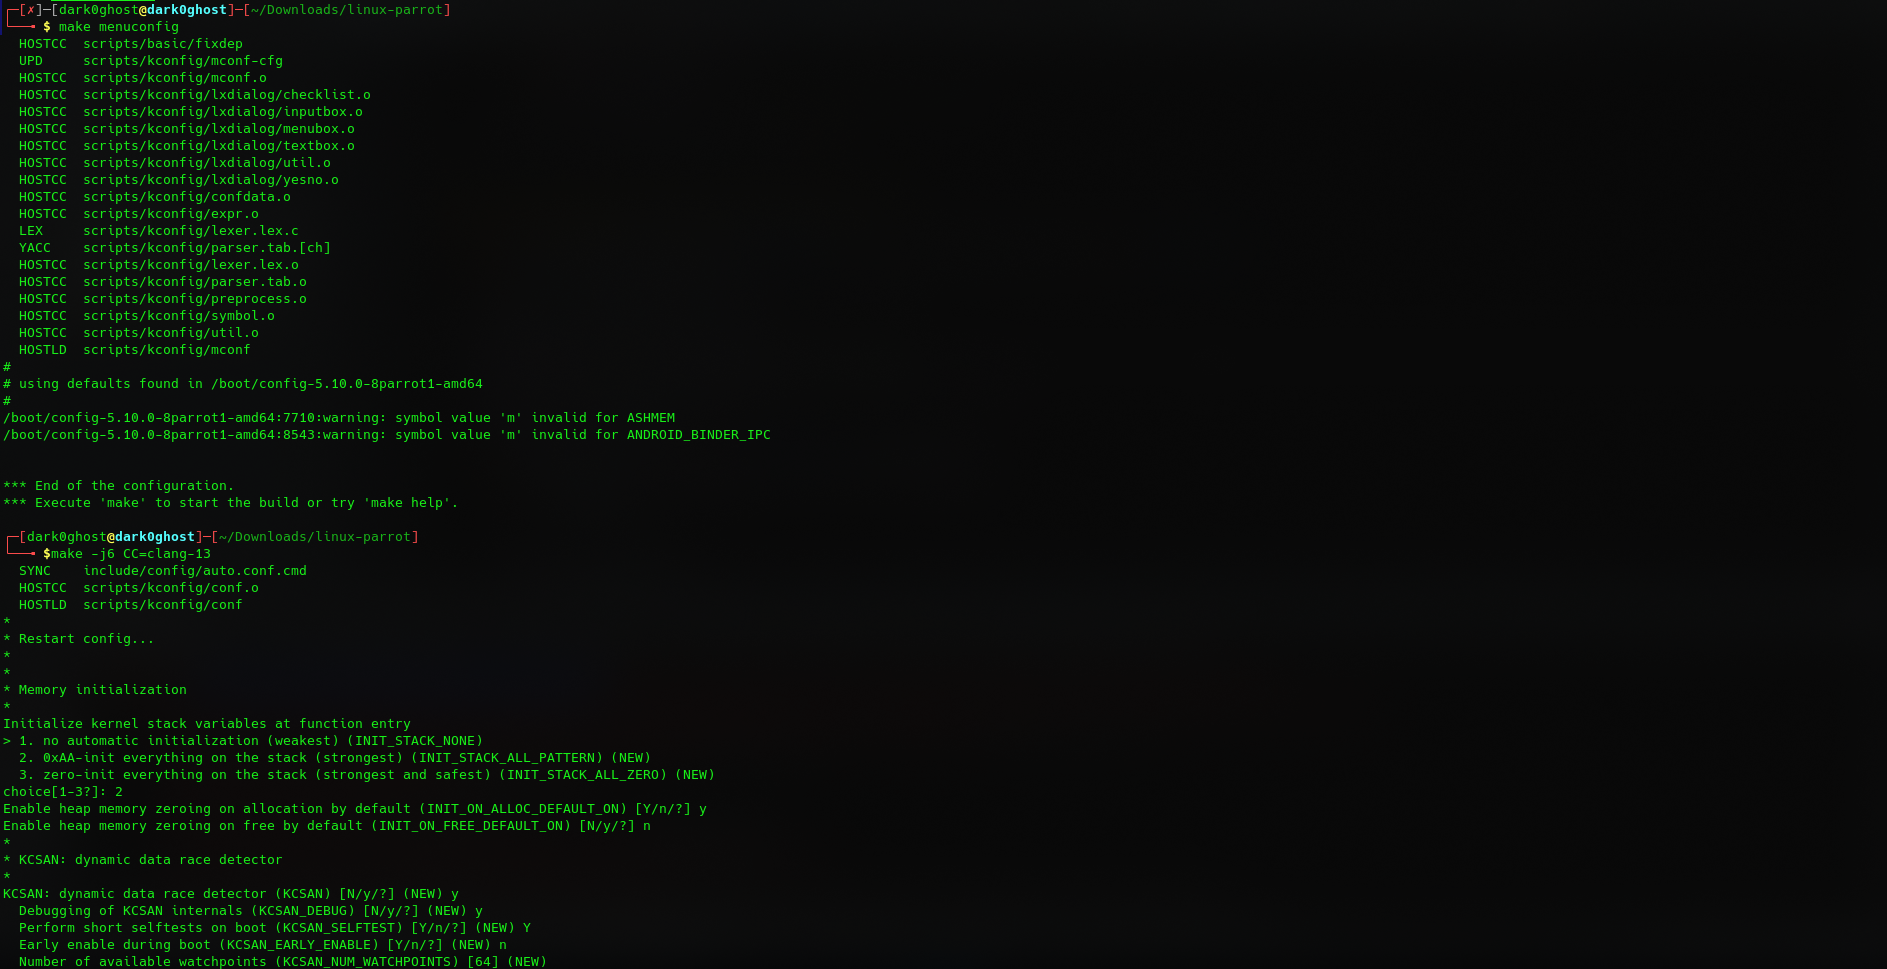 ┌─[✗]─[dark0ghost@dark0ghost]─[~/Downloads/linux-parrot]
└──╼ $ make menuconfig
  HOSTCC  scripts/basic/fixdep
  UPD     scripts/kconfig/mconf-cfg
  HOSTCC  scripts/kconfig/mconf.o
  HOSTCC  scripts/kconfig/lxdialog/checklist.o
  HOSTCC  scripts/kconfig/lxdialog/inputbox.o
  HOSTCC  scripts/kconfig/lxdialog/menubox.o
  HOSTCC  scripts/kconfig/lxdialog/textbox.o
  HOSTCC  scripts/kconfig/lxdialog/util.o
  HOSTCC  scripts/kconfig/lxdialog/yesno.o
  HOSTCC  scripts/kconfig/confdata.o
  HOSTCC  scripts/kconfig/expr.o
  LEX     scripts/kconfig/lexer.lex.c
  YACC    scripts/kconfig/parser.tab.[ch]
  HOSTCC  scripts/kconfig/lexer.lex.o
  HOSTCC  scripts/kconfig/parser.tab.o
  HOSTCC  scripts/kconfig/preprocess.o
  HOSTCC  scripts/kconfig/symbol.o
  HOSTCC  scripts/kconfig/util.o
  HOSTLD  scripts/kconfig/mconf
#
# using defaults found in /boot/config-5.10.0-8parrot1-amd64
#
/boot/config-5.10.0-8parrot1-amd64:7710:warning: symbol value 'm' invalid for ASHMEM
/boot/config-5.10.0-8parrot1-amd64:8543:warning: symbol value 'm' invalid for ANDROID_BINDER_IPC
*** End of the configuration.
*** Execute 'make' to start the build or try 'make help'.
┌─[dark0ghost@dark0ghost]─[~/Downloads/linux-parrot]
└──╼ $make -j6 CC=clang-13
  SYNC    include/config/auto.conf.cmd
  HOSTCC  scripts/kconfig/conf.o
  HOSTLD  scripts/kconfig/conf
*
* Restart config...
*
*
* Memory initialization
*
Initialize kernel stack variables at function entry
> 1. no automatic initialization (weakest) (INIT_STACK_NONE)
  2. 0xAA-init everything on the stack (strongest) (INIT_STACK_ALL_PATTERN) (NEW)
  3. zero-init everything on the stack (strongest and safest) (INIT_STACK_ALL_ZERO) (NEW)
choice[1-3?]: 2
Enable heap memory zeroing on allocation by default (INIT_ON_ALLOC_DEFAULT_ON) [Y/n/?] y
Enable heap memory zeroing on free by default (INIT_ON_FREE_DEFAULT_ON) [N/y/?] n
*
* KCSAN: dynamic data race detector
*
KCSAN: dynamic data race detector (KCSAN) [N/y/?] (NEW) y
  Debugging of KCSAN internals (KCSAN_DEBUG) [N/y/?] (NEW) y
  Perform short selftests on boot (KCSAN_SELFTEST) [Y/n/?] (NEW) Y
  Early enable during boot (KCSAN_EARLY_ENABLE) [Y/n/?] (NEW) n
  Number of available watchpoints (KCSAN_NUM_WATCHPOINTS) [64] (NEW)